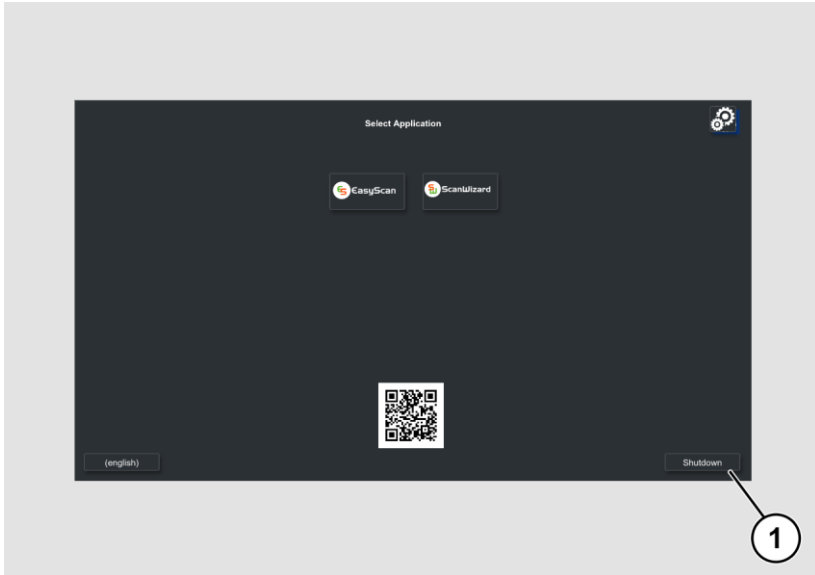 Select Application
EasyScan
ScanWizard
(english)
Shutdown
1